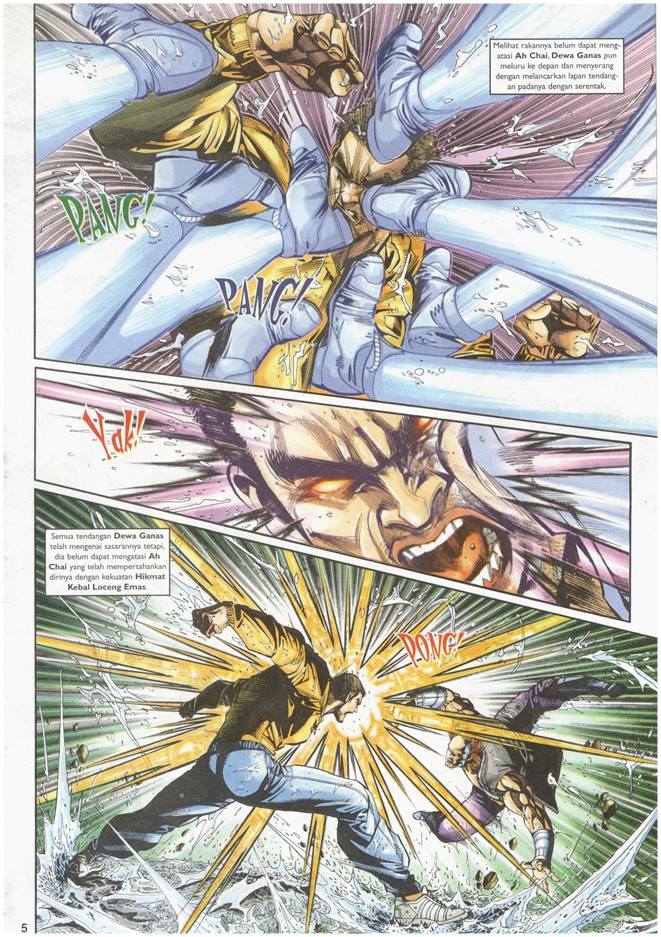 Melihat rakannya belum dapat meng-
atasi Ah Chai, Dewa Ganas pun
meluru ke depan dan menyerang
dengan melancarkan lapan tendang-
an padanya dengan serentak.
PANG!
PANG!
Yak!
Semua tendangan Dewa Ganas
telah mengenai sasarannya tetapi,
dia belum dapat mengatasi Ah
Chai yang telah mempertahankan
dirinya dengan kekuatan Hikmat
Kebal Loceng Emas.
PONG!
5